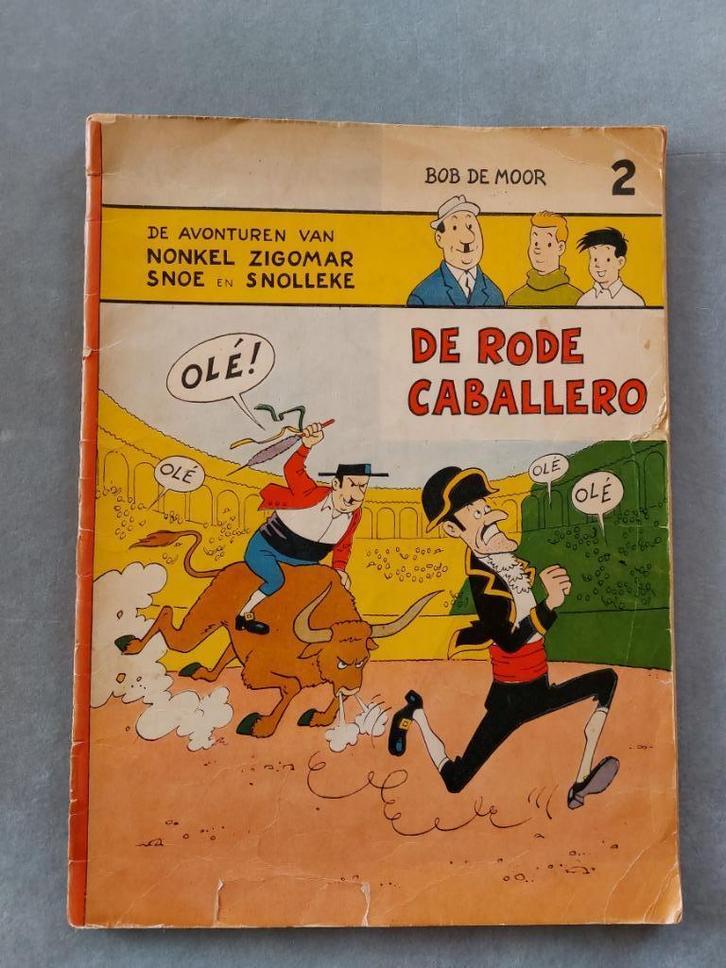 BOB DE MOOR 2
DE AVONTUREN VAN
NONKEL ZIGOMAR
SNOE EN SNOLLEKE
DE RODE
CABALLERO
OLÉ!
OLÉ
OLÉ
OLÉ